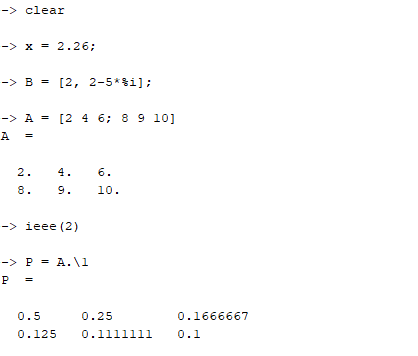 -> clear
-> x = 2.26;
-> B = [2, 2-5*%i];
-> A = [2 4 6; 8 9 10]
A  =
2.   4.   6.
8.   9.   10.
-> ieee(2)
-> P = A.\1
P  =
0.5     0.25        0.1666667
0.125   0.1111111   0.1